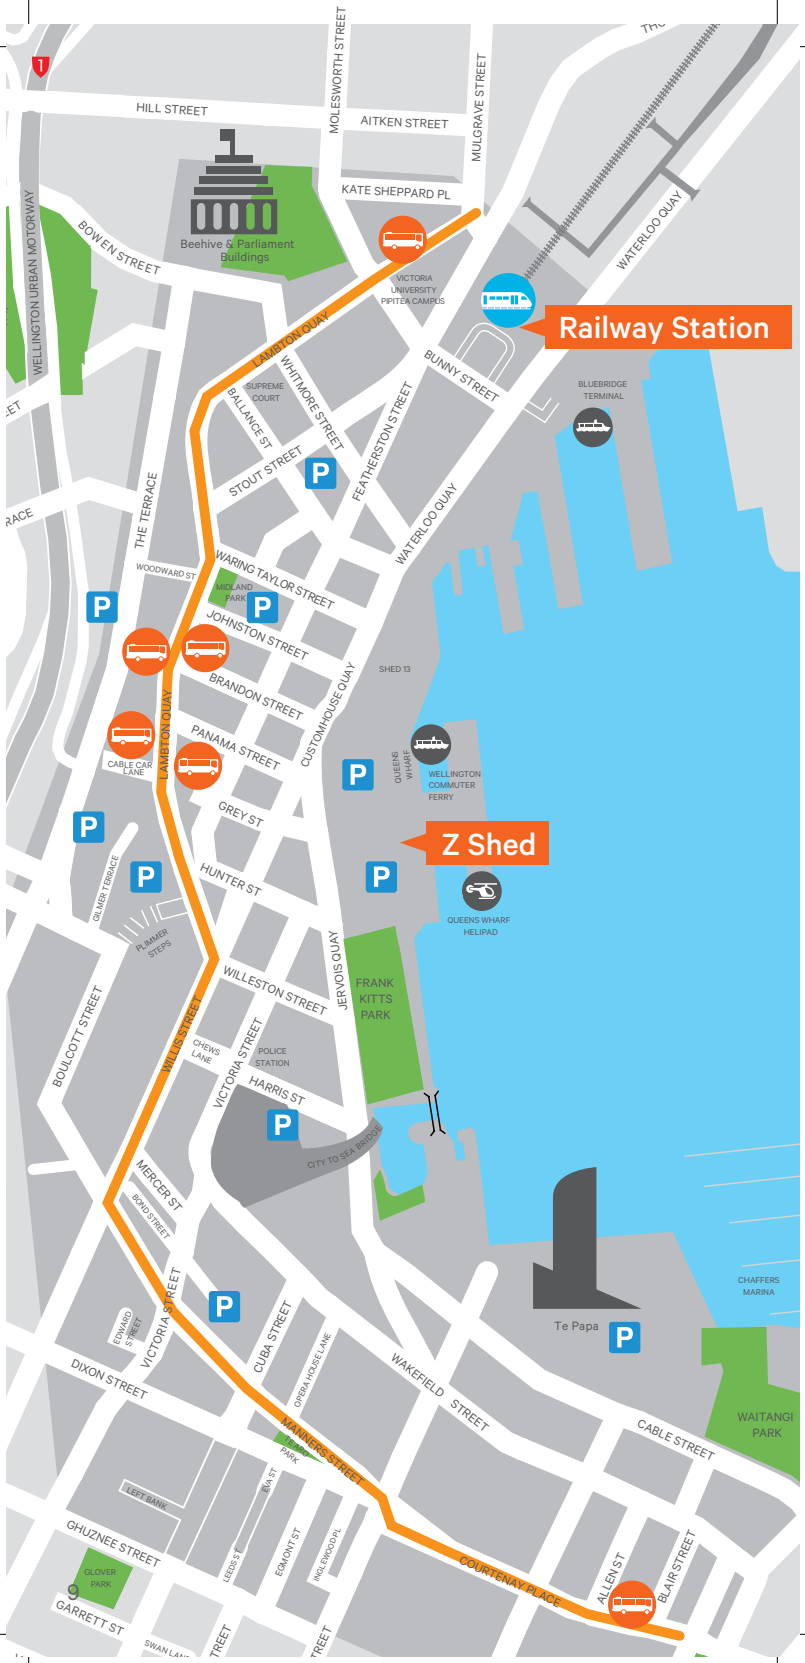 1
HILL STREET
MOLESWORTH STREET
AITKEN STREET
MULGRAVE STREET
KATE SHEPPARD PL
WELLINGTON URBAN MOTORWAY
BOWEN STREET
Beehive & Parliament
Buildings
VICTORIA
UNIVERSITY
PIPITEA CAMPUS
WATERLOO QUAY
Railway Station
LAMBTON QUAY
BUNNY STREET
SUPREME
COURT
WHITMORE STREET
BALLANCE ST
FEATHERSTON STREET
BLUEBRIDGE
TERMINAL
STOUT STREET
P
THE TERRACE
RACE
EET
WATERLOO QUAY
WOODWARD ST
WARING TAYLOR STREET
MIDLAND
PARK
P
P
JOHNSTON STREET
BRANDON STREET
SHED 13
LAMBTON QUAY
CUSTOMHOUSE QUAY
PANAMA STREET
CABLE CAR
LANE
QUEENS
WHARF
WELLINGTON
COMMUTER
FERRY
P
GREY ST
P
Z Shed
HUNTER ST
P
P
GILMER TERRACE
PLIMMER
STEPS
QUEENS WHARF
HELIPAD
JERVOIS QUAY
WILLESTON STREET
FRANK
KITTS
PARK
BOULCOTT STREET
WILLIS STREET
CHEWS
LANE
VICTORIA STREET
POLICE
STATION
HARRIS ST
P
CITY TO SEA BRIDGE
MERCER ST
BOND STREET
CHAFFERS
MARINA
P
Te Papa
P
EDWARD
STREET
VICTORIA STREET
CUBA STREET
OPERA HOUSE LANE
DIXON STREET
WAKEFIELD STREET
CABLE STREET
WAITANGI
PARK
MANNERS STREET
TE ARO
PARK
LEFT BANK
EVA ST
GHUZNEE STREET
LEEDS ST
EGMONT ST
INGLEWOOD PL
COURTENAY PLACE
ALLEN ST
BLAIR STREET
GLOVER
PARK
9
GARRETT ST
SWAN LAN
TREET
TREET